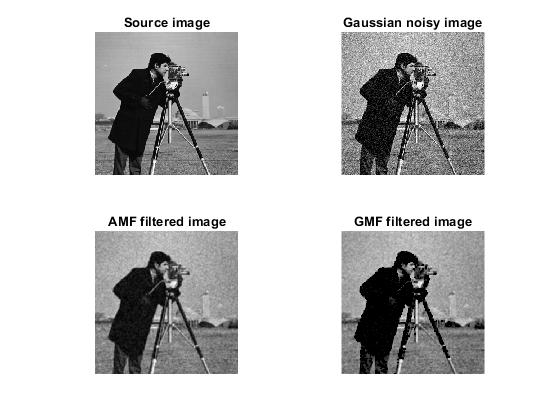 Source image
Gaussian noisy image
AMF filtered image
GMF filtered image